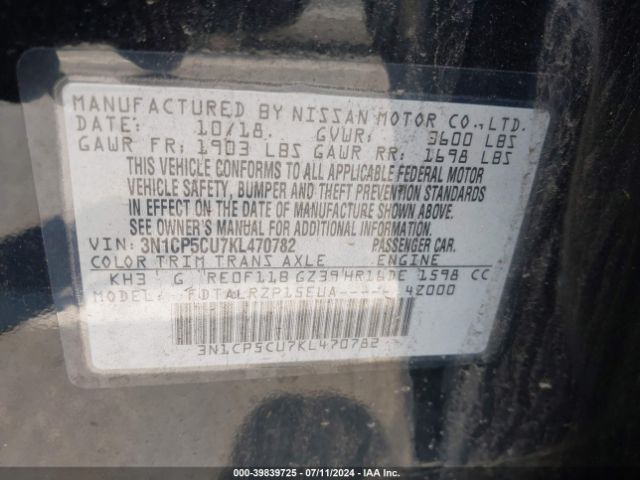 MANUFACTURED BY NISSAN MOTOR CO.,LTD.
DATE: 10/18. GVWR: 3600 LBS
GAWR FR: 1903 LBS GAWR RR: 1698 LBS
THIS VEHICLE CONFORMS TO ALL APPLICABLE FEDERAL MOTOR
VEHICLE SAFETY, BUMPER AND THEFT PREVENTION STANDARDS
IN EFFECT ON THE DATE OF MANUFACTURE SHOWN ABOVE.
SEE OWNER'S MANUAL FOR ADDITIONAL INFORMATION.
VIN: 3N1CP5CU7KL470782 PASSENGER CAR.
COLOR TRIM TRANS AXLE ENGINE
KH3 G RE0F11B GZ39 HR16DE 1598 CC
MODEL: FDTALRZP15EUA----- 42000
3N1CP5CU7KL470782
000-39839725 - 07/11/2024 - IAA Inc.